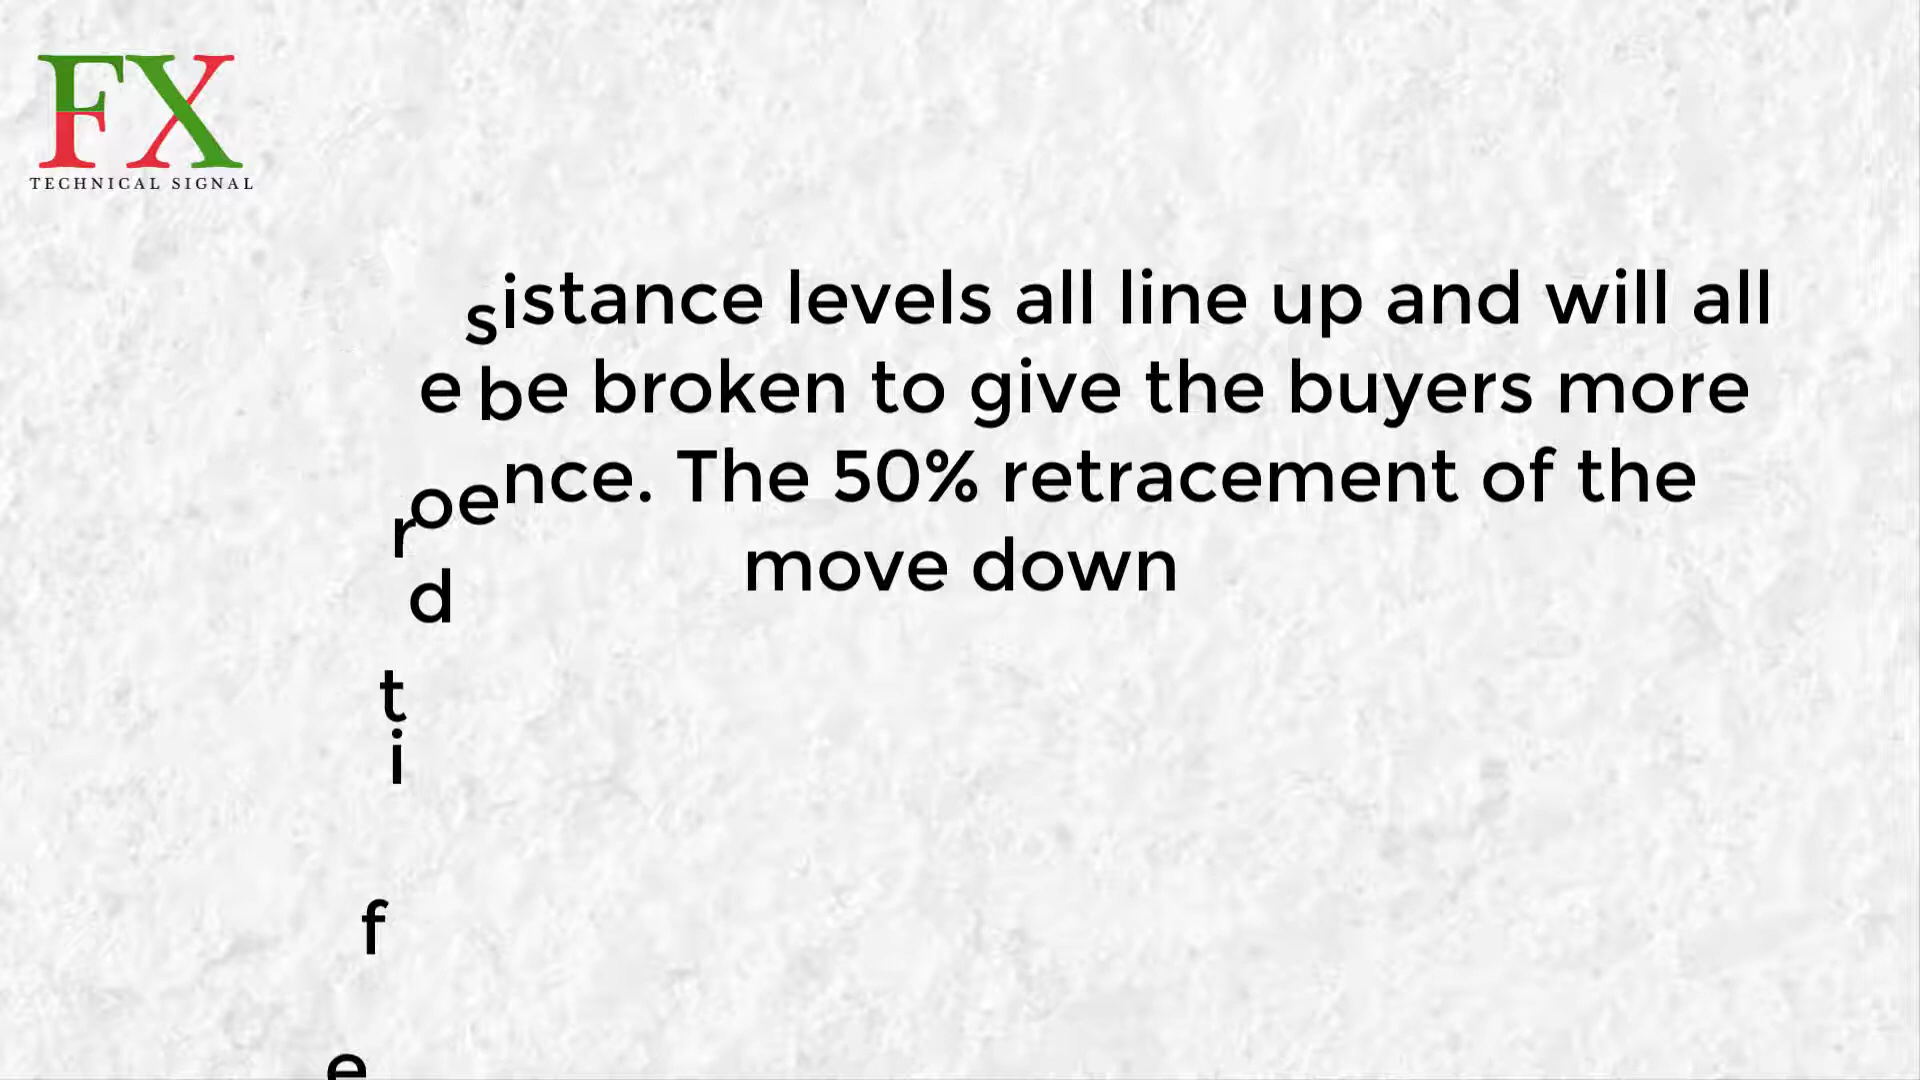 FX
TECHNICAL SIGNAL
sistance levels all line up and will all
e be broken to give the buyers more
ence. The 50% retracement of the
move down
r o
d
t
i
f
e